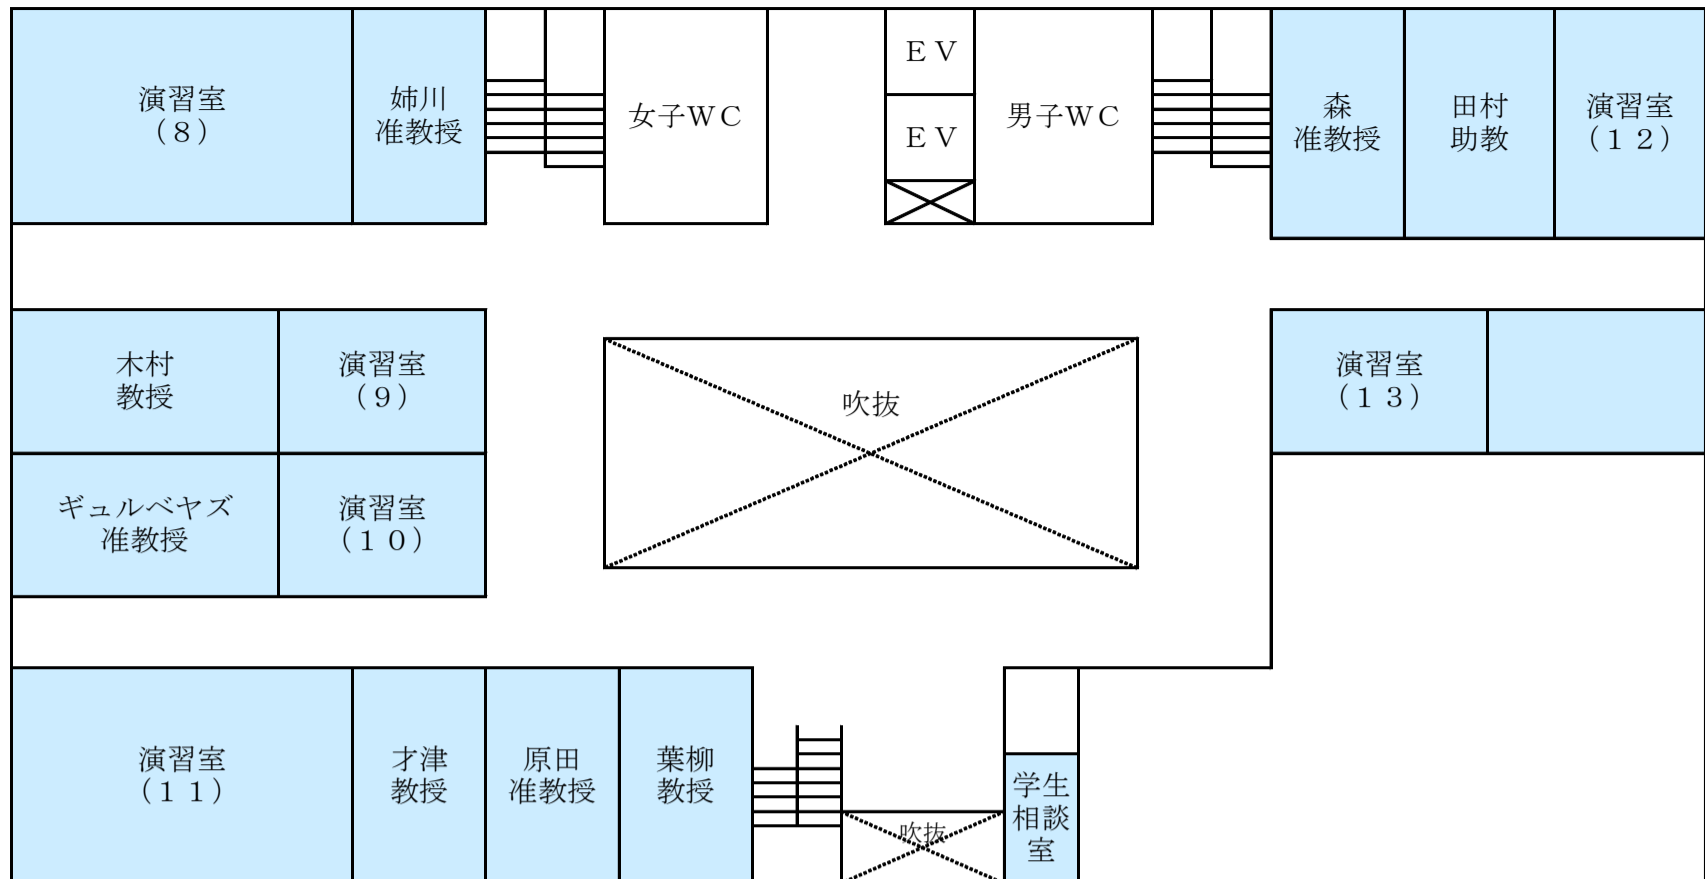 演習室
（８）
姉川
准教授
女子ＷＣ
ＥＶ
ＥＶ
男子ＷＣ
森
准教授
田村
助教
演習室
（１２）
木村
教授
演習室
（９）
吹抜
演習室
（１３）
ギュルベヤズ
准教授
演習室
（１０）
演習室
（１１）
才津
教授
原田
准教授
葉柳
教授
吹抜
学生
相談
室